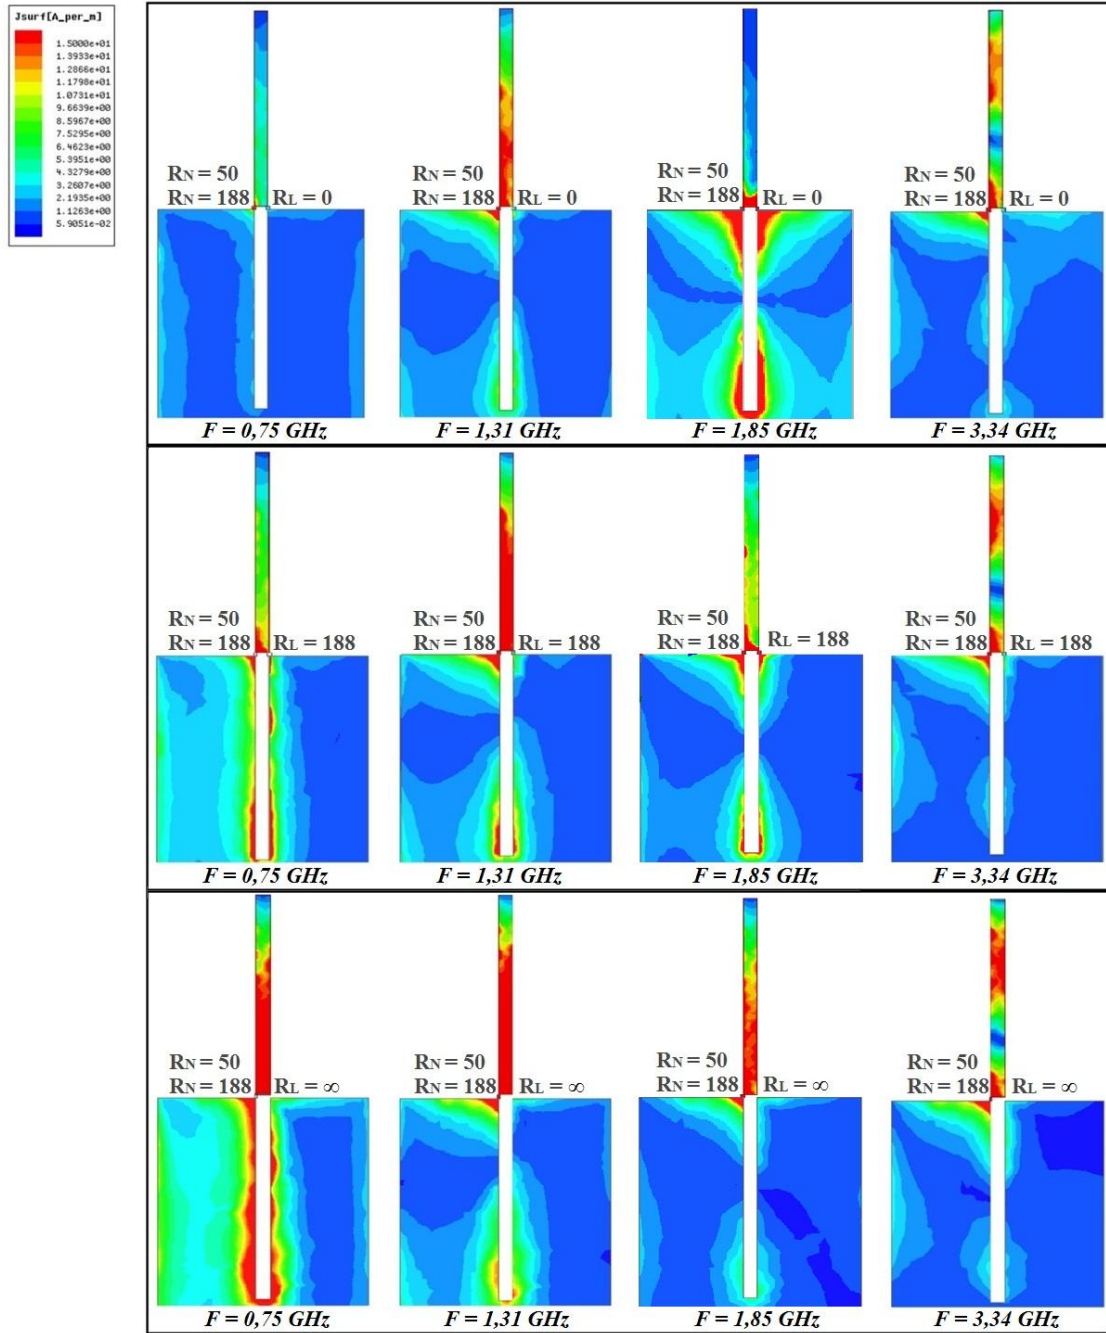 Jsurf[A_per_m]
1.5000e+01
1.3933e+01
1.2866e+01
1.1798e+01
1.0731e+01
9.6639e+00
8.5967e+00
7.5295e+00
6.4623e+00
5.3951e+00
4.3279e+00
3.2607e+00
2.1935e+00
1.1263e+00
5.9051e-02
RN = 50
RN = 188 RL = 0
F = 0,75 GHz
RN = 50
RN = 188 RL = 0
F = 1,31 GHz
RN = 50
RN = 188 RL = 0
F = 1,85 GHz
RN = 50
RN = 188 RL = 0
F = 3,34 GHz
RN = 50
RN = 188 RL = 188
F = 0,75 GHz
RN = 50
RN = 188 RL = 188
F = 1,31 GHz
RN = 50
RN = 188 RL = 188
F = 1,85 GHz
RN = 50
RN = 188 RL = 188
F = 3,34 GHz
RN = 50
RN = 188 RL = ∞
F = 0,75 GHz
RN = 50
RN = 188 RL = ∞
F = 1,31 GHz
RN = 50
RN = 188 RL = ∞
F = 1,85 GHz
RN = 50
RN = 188 RL = ∞
F = 3,34 GHz